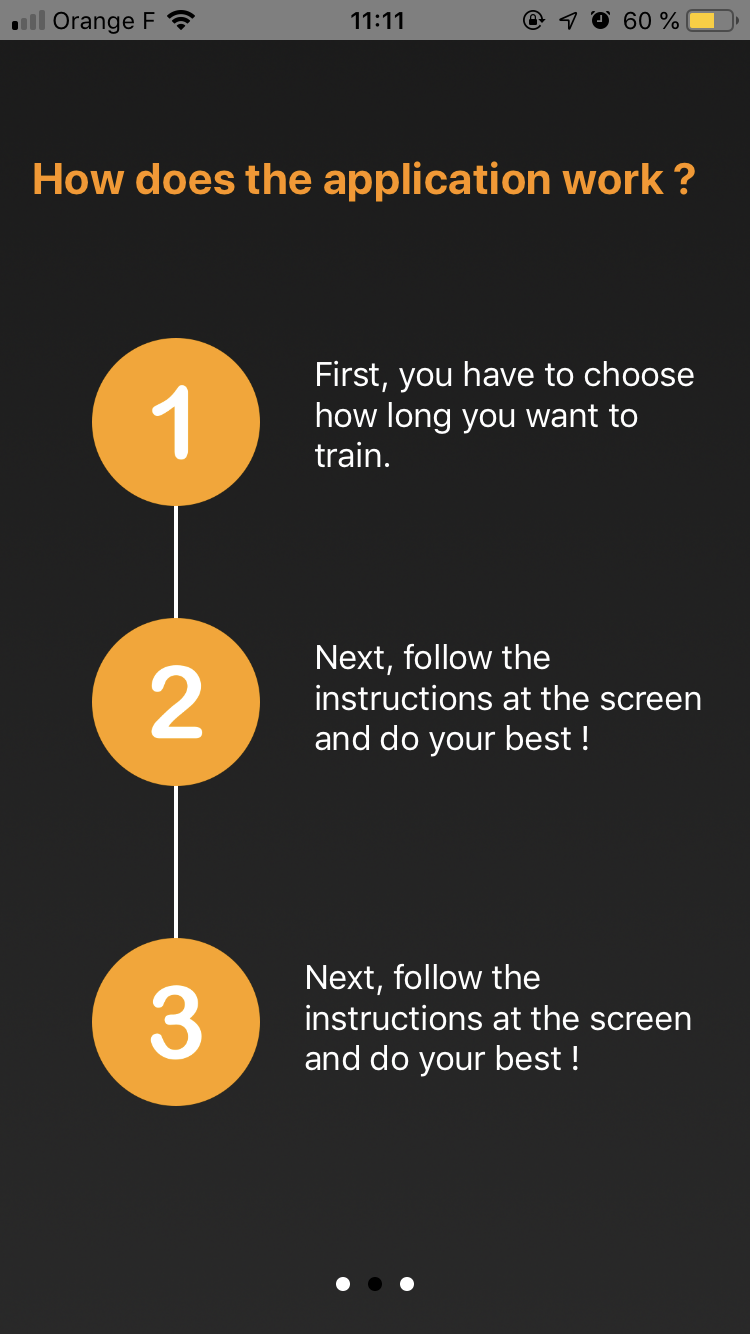 Orange F 11:11 60 %
How does the application work ?
1
First, you have to choose
how long you want to
train.
2
Next, follow the
instructions at the screen
and do your best !
3
Next, follow the
instructions at the screen
and do your best !